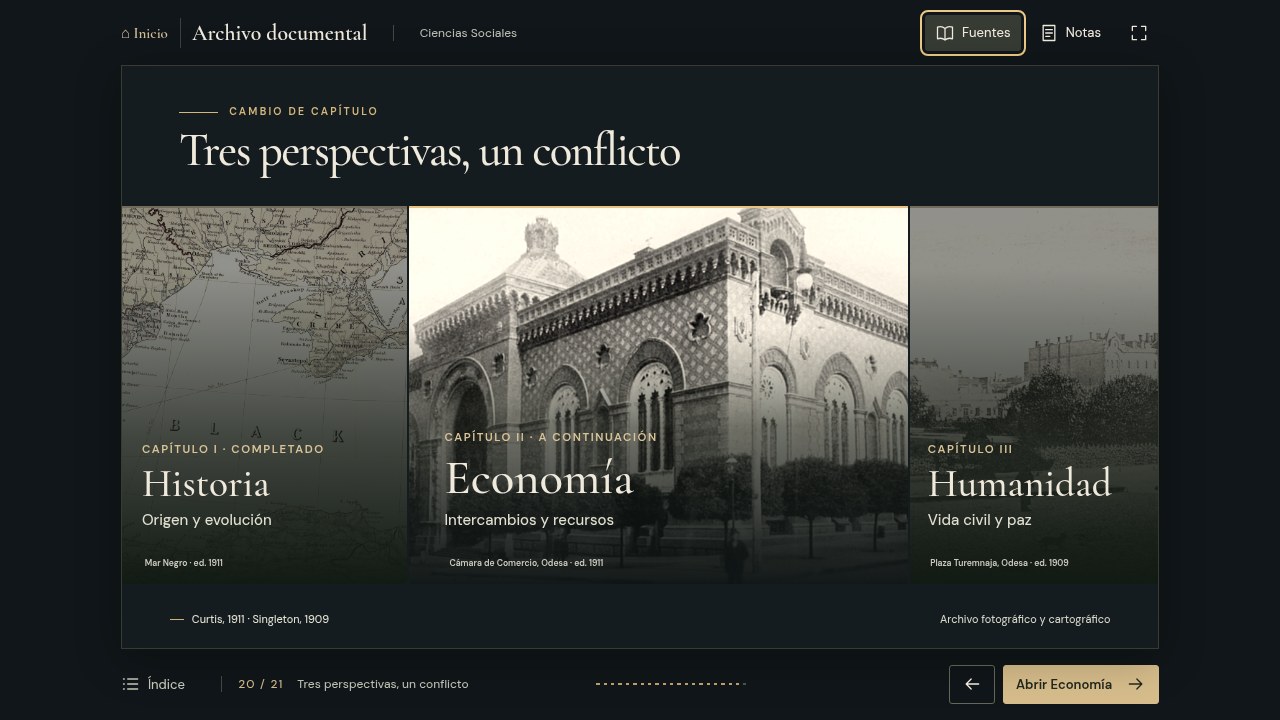 ⌂ Inicio
Archivo documental
Ciencias Sociales
Fuentes
Notas
CAMBIO DE CAPÍTULO
Tres perspectivas, un conflicto
CRIMEA
BLACK
CAPÍTULO I · COMPLETADO
Historia
Origen y evolución
Mar Negro · ed. 1911
CAPÍTULO II · A CONTINUACIÓN
Economía
Intercambios y recursos
Cámara de Comercio, Odesa · ed. 1911
CAPÍTULO III
Humanidad
Vida civil y paz
Plaza Turemnaja, Odesa · ed. 1909
Curtis, 1911 · Singleton, 1909
Archivo fotográfico y cartográfico
Índice
20 / 21
Tres perspectivas, un conflicto
Abrir Economía